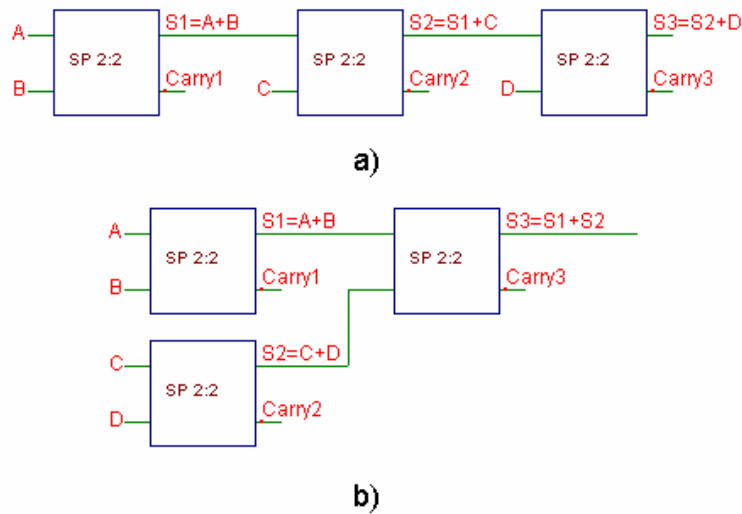 A S1=A+B S2=S1+C S3=S2+D
SP 2:2 SP 2:2 SP 2:2
B Carry1 C Carry2 D Carry3
a)
A S1=A+B S3=S1+S2
SP 2:2 SP 2:2
B Carry1 Carry3
C S2=C+D
SP 2:2
D Carry2
b)